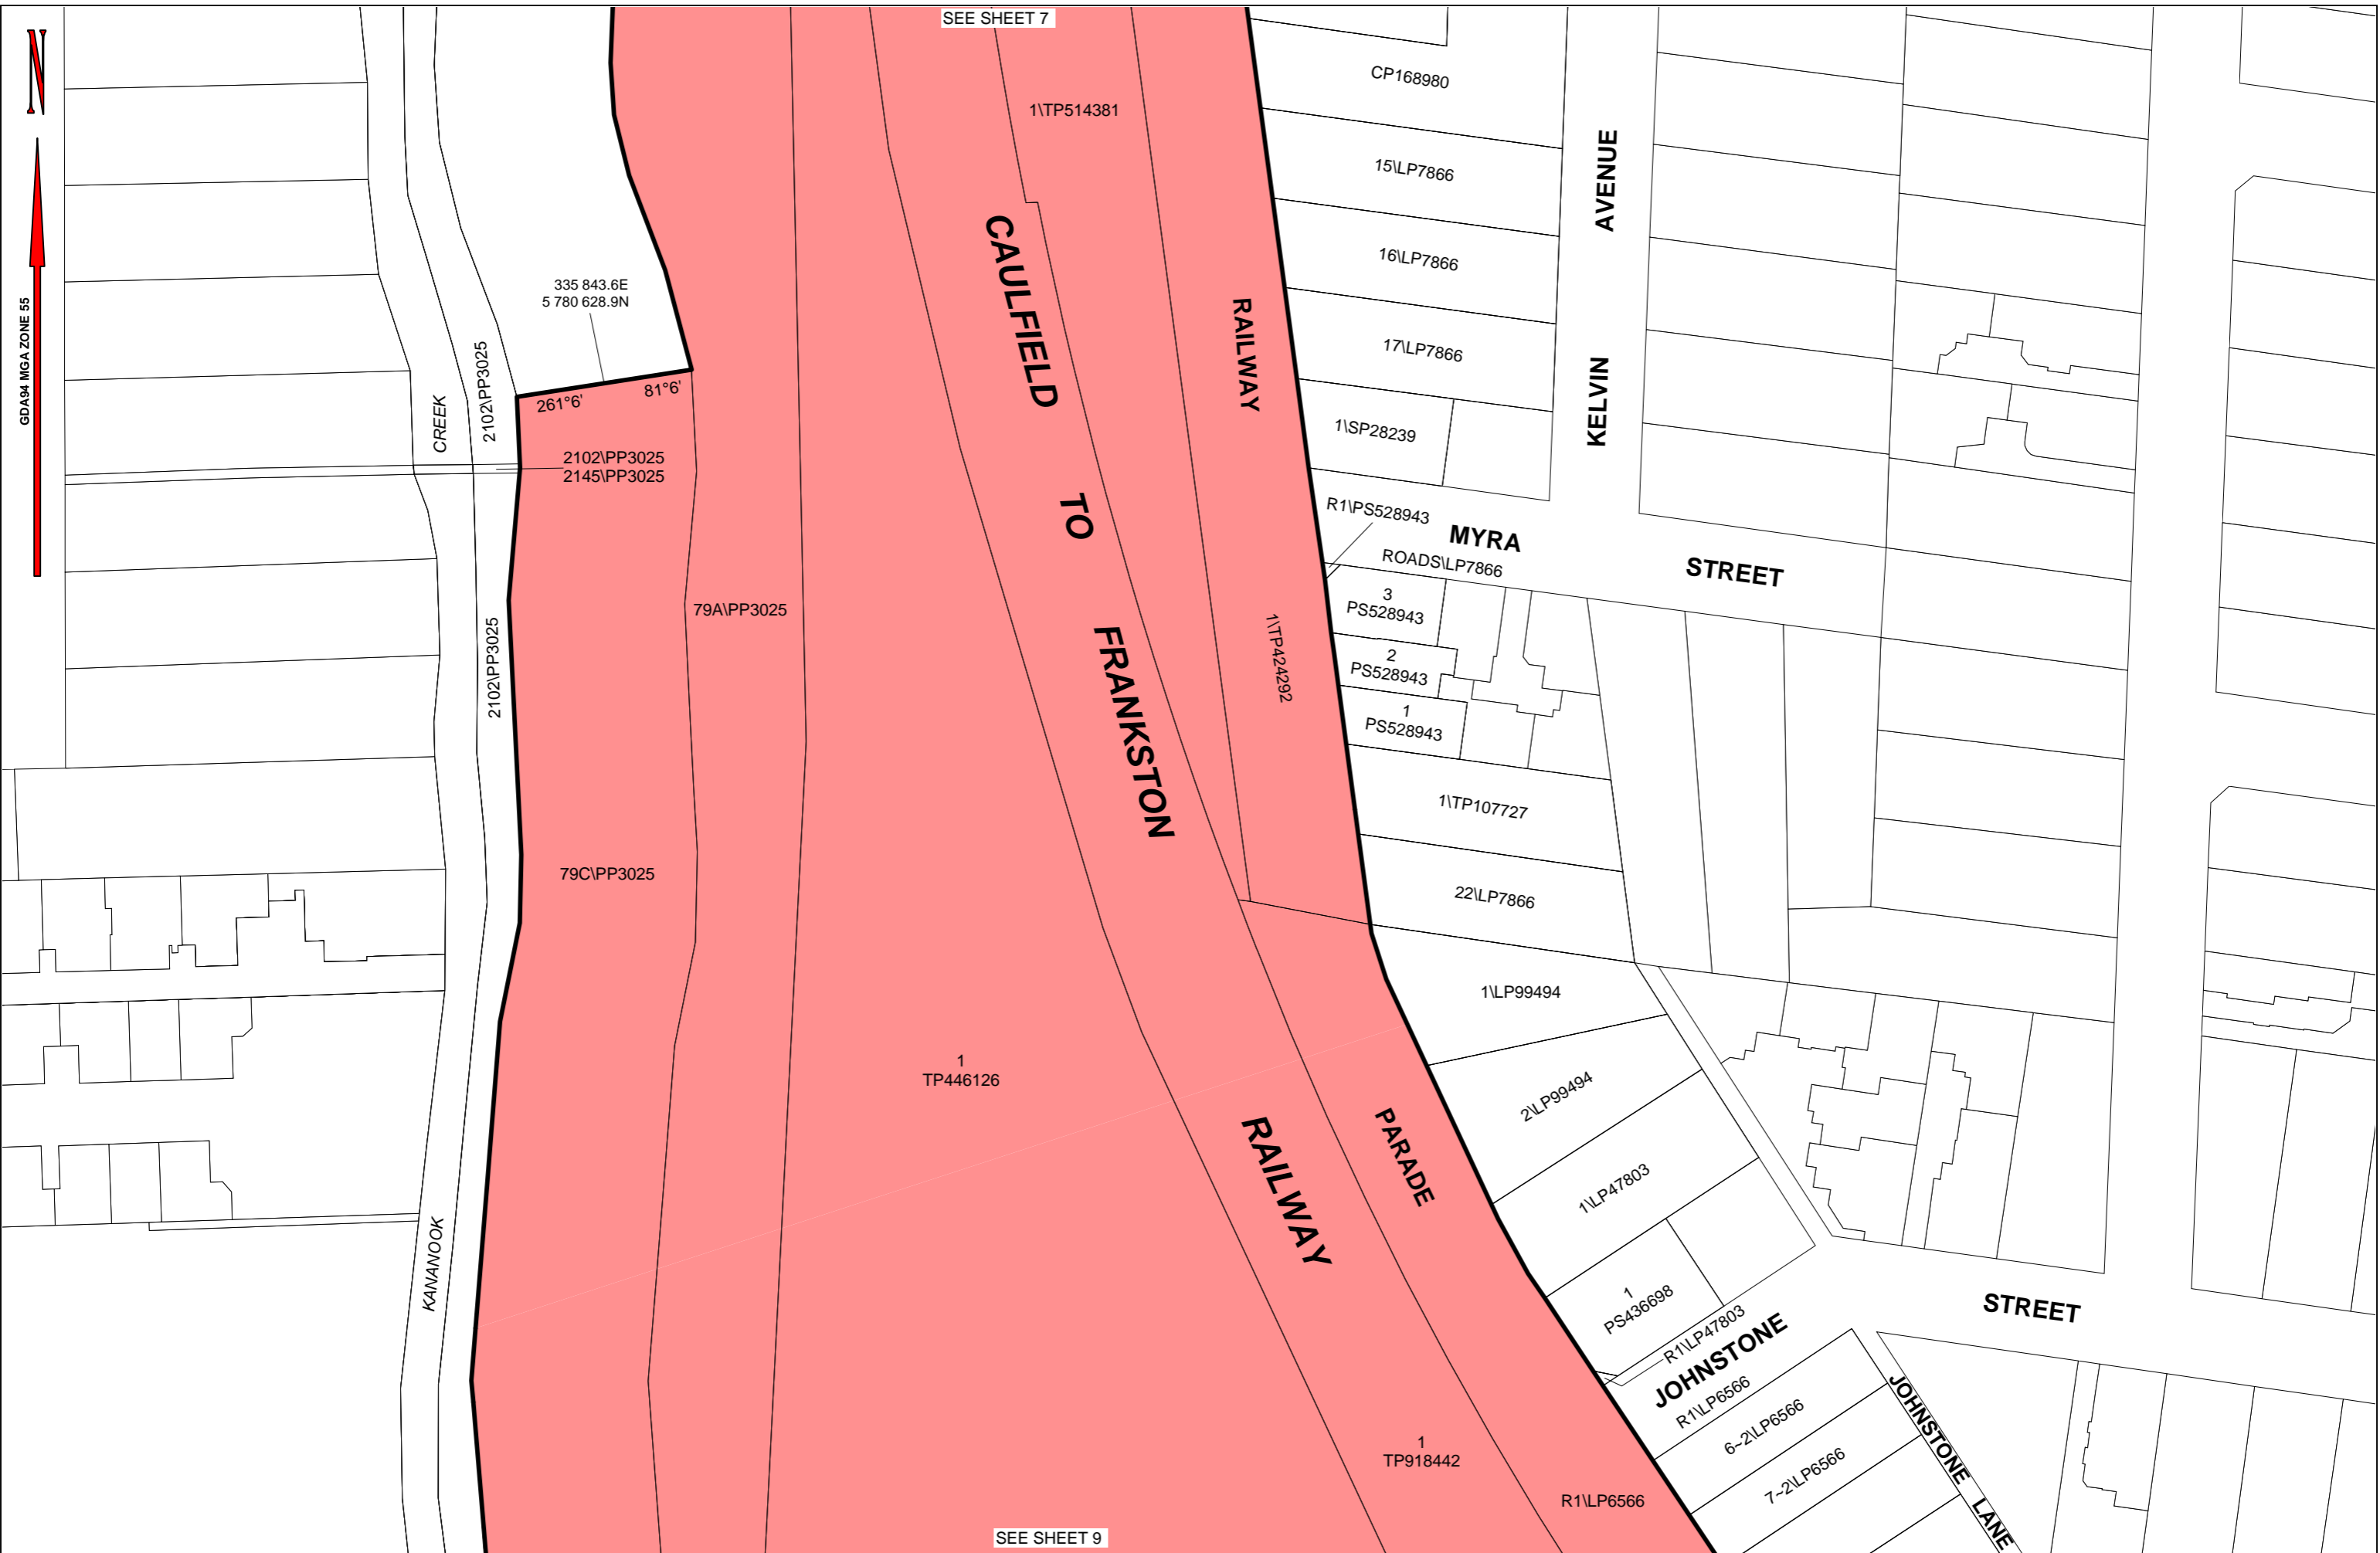 SEE SHEET 7
N
GDA94 MGA ZONE 55
CP168980
1\TP514381
15\LP7866
AVENUE
16\LP7866
CAULFIELD
335 843.6E
5 780 628.9N
RAILWAY
17\LP7866
KELVIN
2102\PP3025
CREEK
261°6'
81°6'
1\SP28239
2102\PP3025
2145\PP3025
TO
R1\PS528943
MYRA
ROADS\LP7866
STREET
79A\PP3025
3
PS528943
2102\PP3025
1\TP424292
2
PS528943
FRANKSTON
1
PS528943
1\TP107727
79C\PP3025
22\LP7866
1\LP99494
1
TP446126
2\LP99494
PARADE
RAILWAY
1\LP47803
KANANOOK
1
PS436698
R1\LP47803
STREET
JOHNSTONE
R1\LP6566
6~2\LP6566
JOHNSTONE LANE
1
TP918442
7~2\LP6566
R1\LP6566
SEE SHEET 9